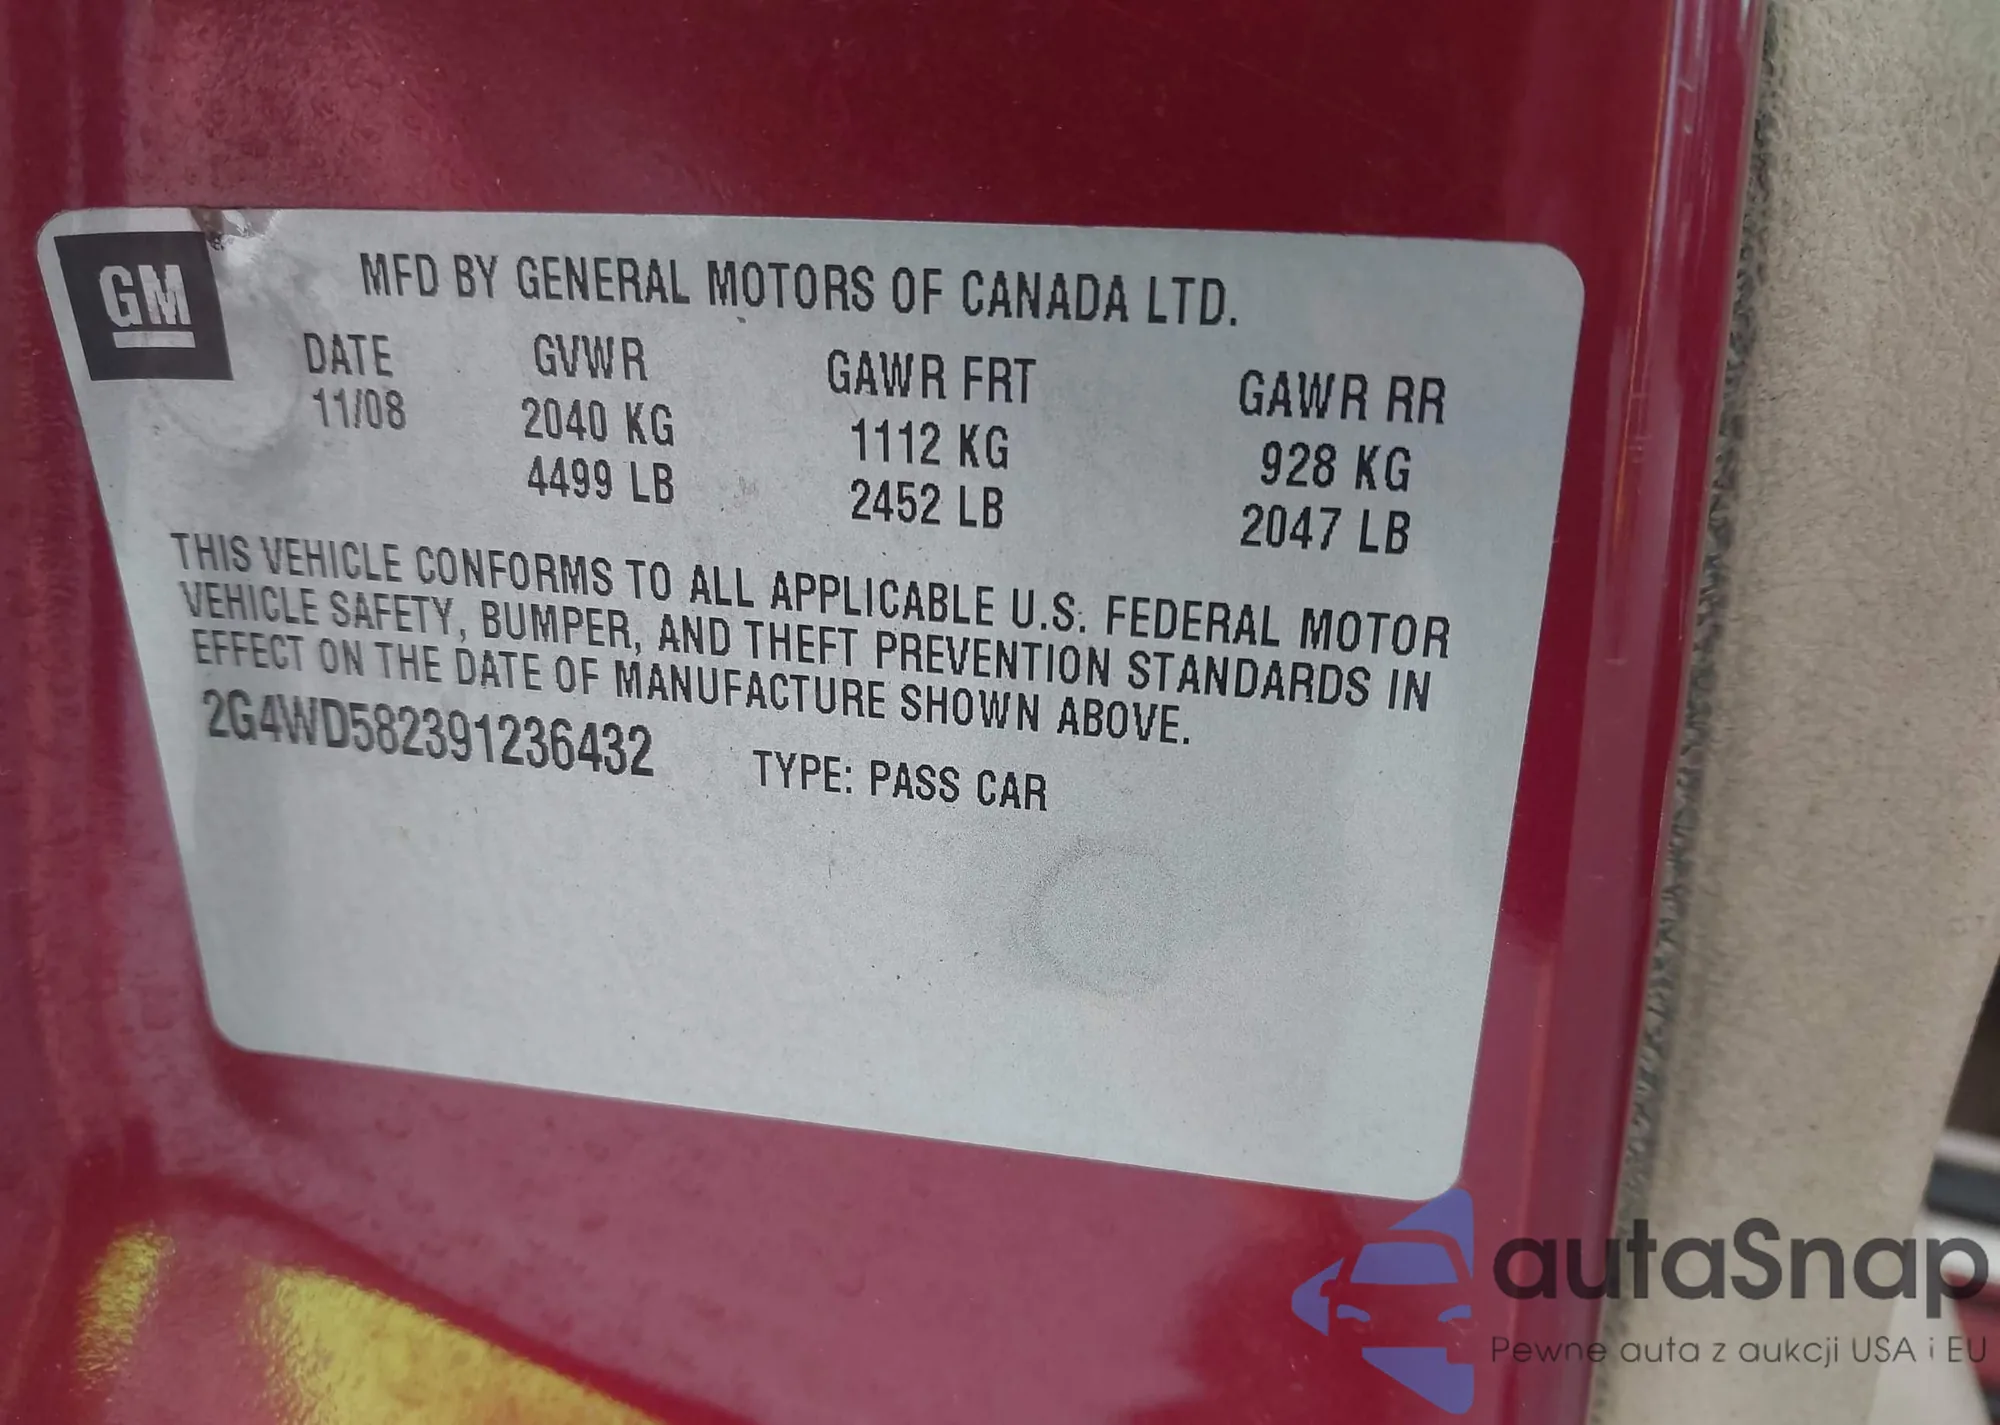 GM
MFD BY GENERAL MOTORS OF CANADA LTD.
DATE GVWR GAWR FRT GAWR RR
11/08 2040 KG 1112 KG 928 KG
4499 LB 2452 LB 2047 LB
THIS VEHICLE CONFORMS TO ALL APPLICABLE U.S. FEDERAL MOTOR
VEHICLE SAFETY, BUMPER, AND THEFT PREVENTION STANDARDS IN
EFFECT ON THE DATE OF MANUFACTURE SHOWN ABOVE.
2G4WD582391236432 TYPE: PASS CAR
autaSnap
Pewne auta z aukcji USA i EU